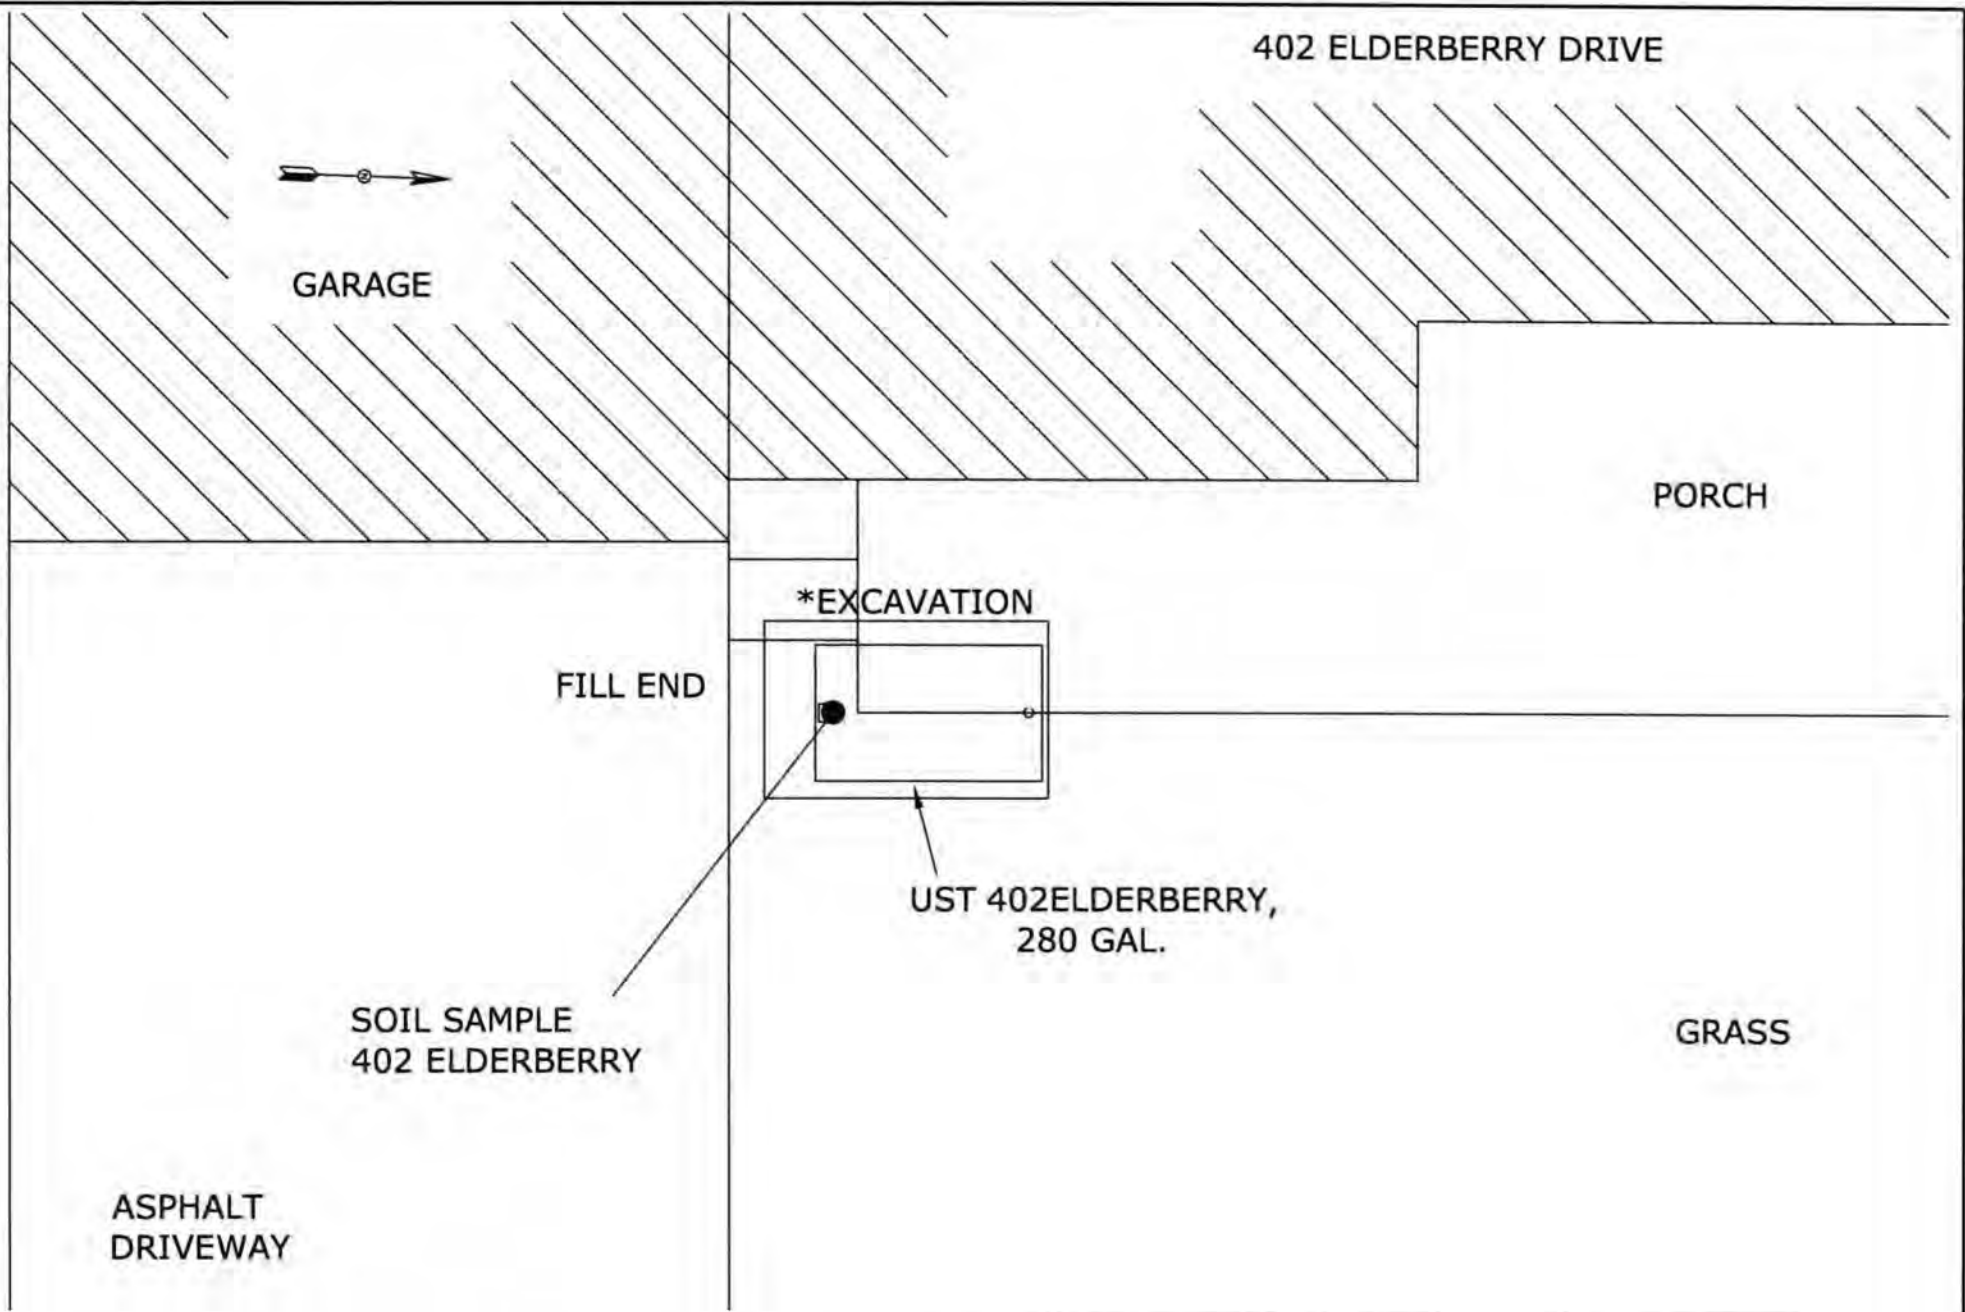 402 ELDERBERRY DRIVE
N
GARAGE
PORCH
*EXCAVATION
FILL END
UST 402ELDERBERRY,
280 GAL.
SOIL SAMPLE
402 ELDERBERRY
GRASS
ASPHALT
DRIVEWAY